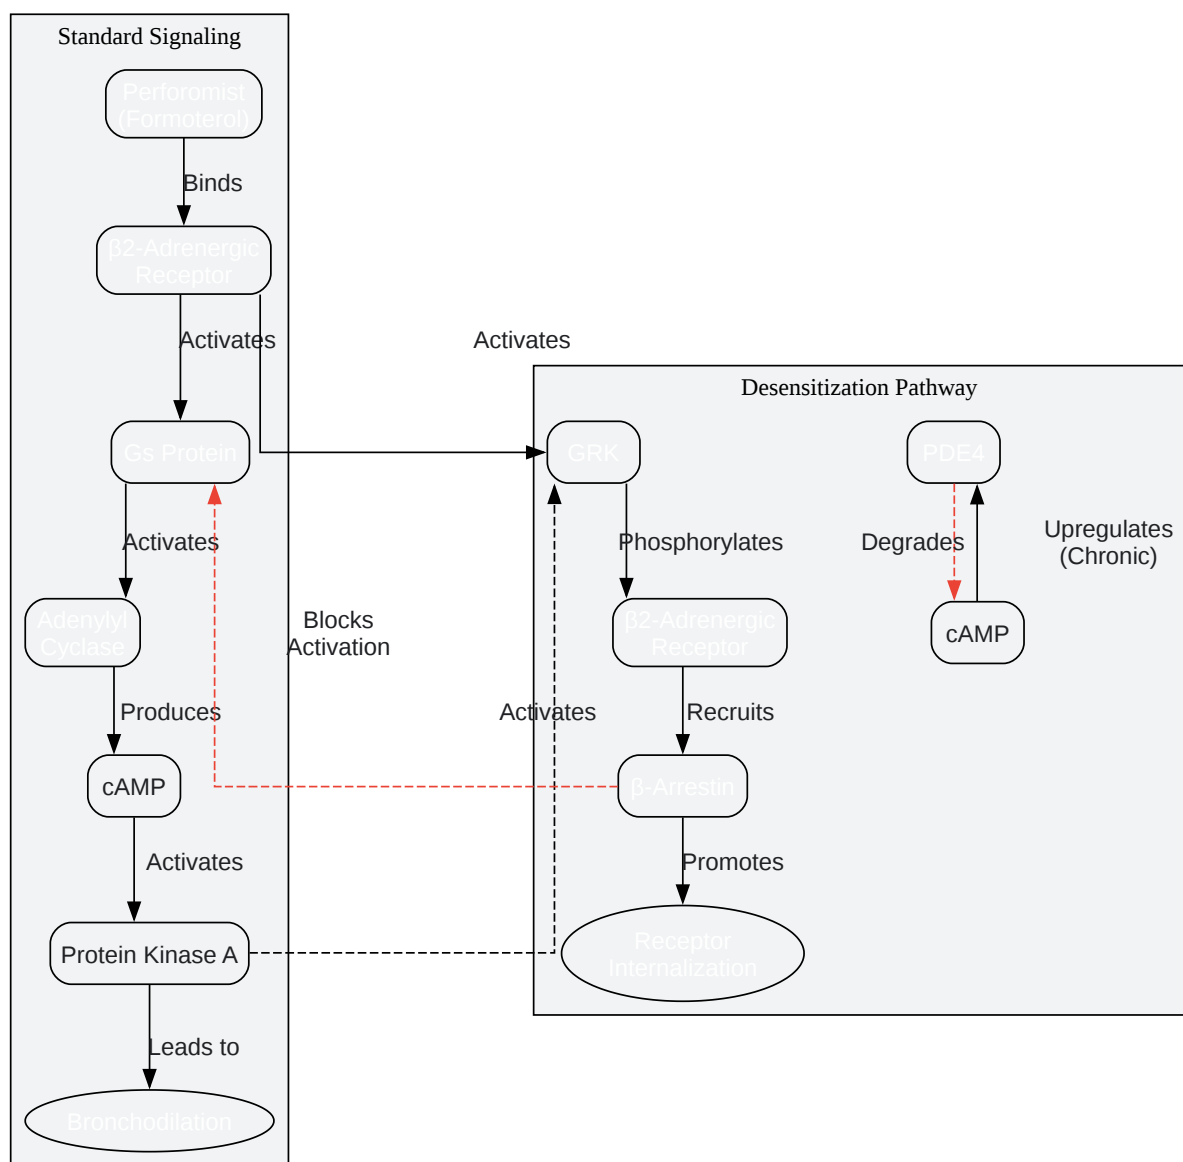 Standard Signaling
Perforomist
(Formoterol)
Binds
β2-Adrenergic
Receptor
Activates
Activates
Desensitization Pathway
Gs Protein
GRK
PDE4
Activates
Phosphorylates
Degrades
Upregulates
(Chronic)
Blocks
Activation
Adenylyl
Cyclase
β2-Adrenergic
Receptor
cAMP
Produces
Activates
Recruits
cAMP
β-Arrestin
Activates
Promotes
Protein Kinase A
Receptor
Internalization
Leads to
Bronchodilation